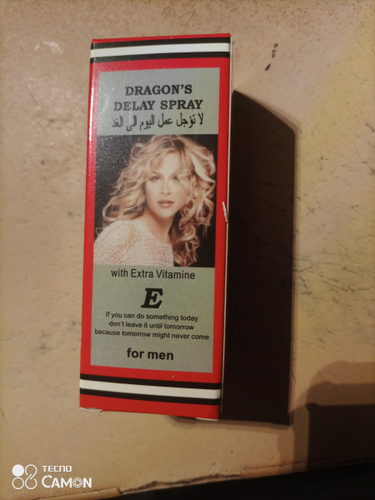 DRAGON'S
DELAY SPRAY
لا تؤجل عمل اليوم الى الغد
with Extra Vitamine
E
If you can do something today
don't leave it until tomorrow
because tomorrow might never come
for men
TECNO
CAMON